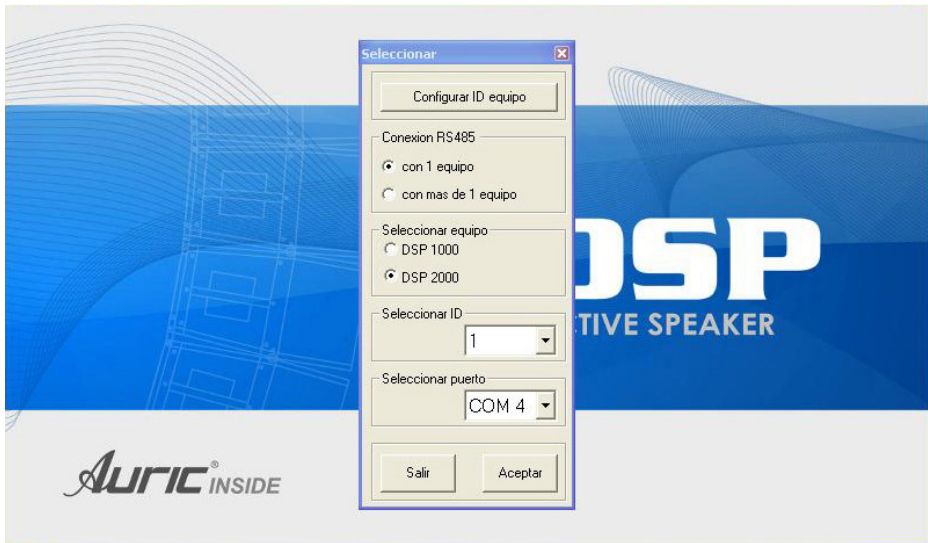 Seleccionar
Configurar ID equipo
Conexion RS485
con 1 equipo
con mas de 1 equipo
Seleccionar equipo
DSP 1000
DSP 2000
Seleccionar ID
1
Seleccionar puerto
COM 4
Salir
Aceptar
DSP
TIVE SPEAKER
AURIC® INSIDE